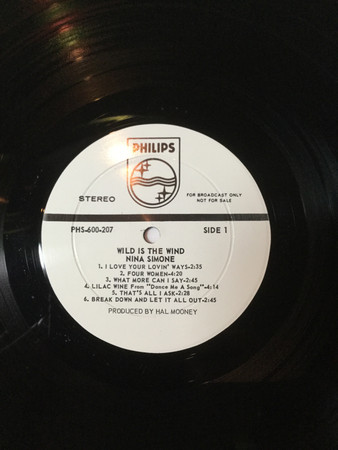 PHILIPS
STEREO
FOR BROADCAST ONLY
NOT FOR SALE
PHS-600-207
SIDE 1
WILD IS THE WIND
NINA SIMONE
1. I LOVE YOUR LOVIN' WAYS-2:35
2. FOUR WOMEN-4:20
3. WHAT MORE CAN I SAY-2:45
4. LILAC WINE From "Dance Me A Song"-4:14
5. THAT'S ALL I ASK-2:28
6. BREAK DOWN AND LET IT ALL OUT-2:45
PRODUCED BY HAL MOONEY